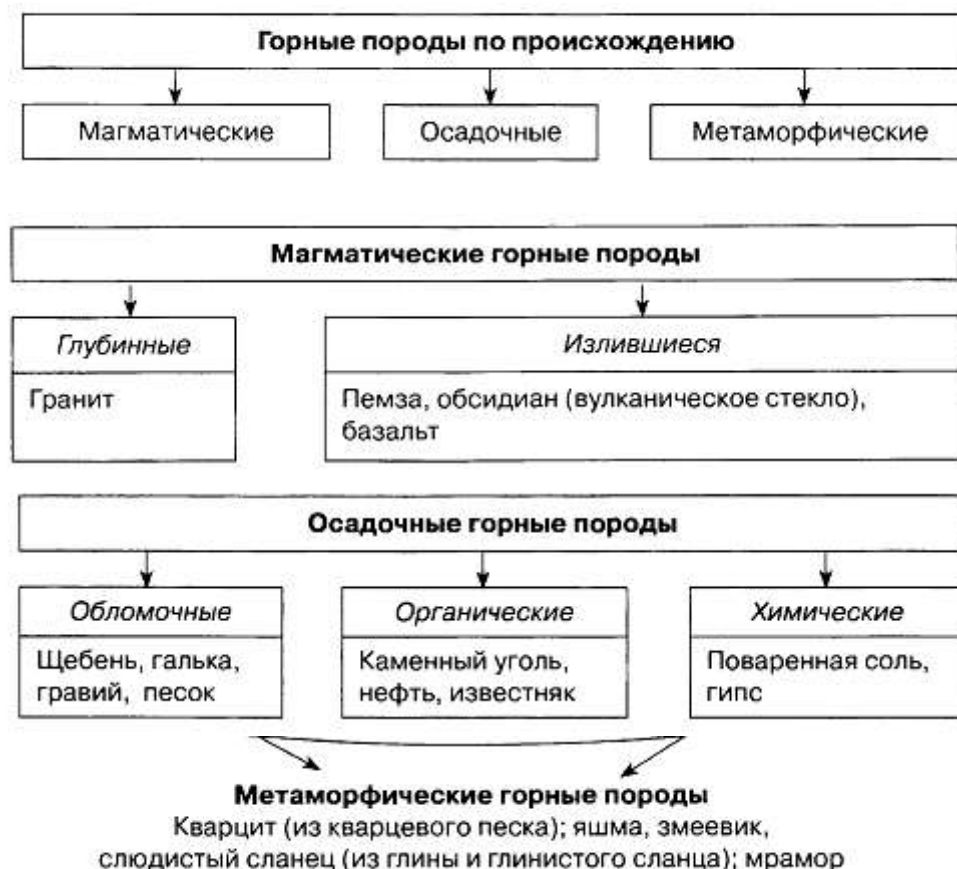 Горные породы по происхождению
Магматические
Осадочные
Метаморфические
Магматические горные породы
Глубинные
Гранит
Излившиеся
Пемза, обсидиан (вулканическое стекло),
базальт
Осадочные горные породы
Обломочные
Щебень, галька,
гравий, песок
Органические
Каменный уголь,
нефть, известняк
Химические
Поваренная соль,
гипс
Метаморфические горные породы
Кварцит (из кварцевого песка); яшма, змеевик,
слюдистый сланец (из глины и глинистого сланца); мрамор